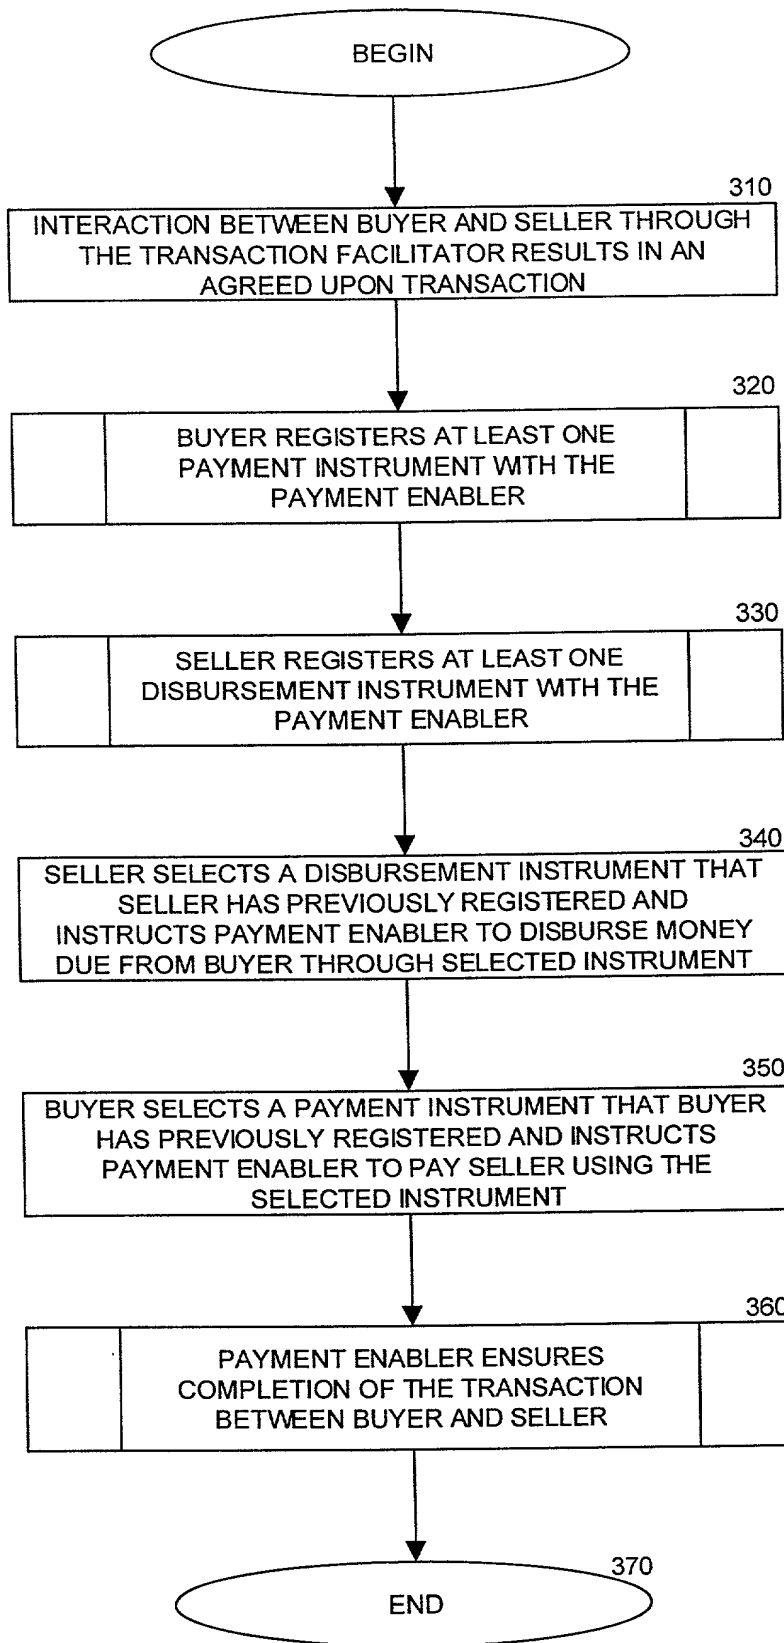 BEGIN
310
INTERACTION BETWEEN BUYER AND SELLER THROUGH
THE TRANSACTION FACILITATOR RESULTS IN AN
AGREED UPON TRANSACTION
320
BUYER REGISTERS AT LEAST ONE
PAYMENT INSTRUMENT WITH THE
PAYMENT ENABLER
330
SELLER REGISTERS AT LEAST ONE
DISBURSEMENT INSTRUMENT WITH THE
PAYMENT ENABLER
340
SELLER SELECTS A DISBURSEMENT INSTRUMENT THAT
SELLER HAS PREVIOUSLY REGISTERED AND
INSTRUCTS PAYMENT ENABLER TO DISBURSE MONEY
DUE FROM BUYER THROUGH SELECTED INSTRUMENT
350
BUYER SELECTS A PAYMENT INSTRUMENT THAT BUYER
HAS PREVIOUSLY REGISTERED AND INSTRUCTS
PAYMENT ENABLER TO PAY SELLER USING THE
SELECTED INSTRUMENT
360
PAYMENT ENABLER ENSURES
COMPLETION OF THE TRANSACTION
BETWEEN BUYER AND SELLER
370
END